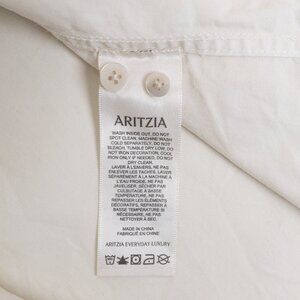 ARITZIA
WASH INSIDE OUT. DO NOT
SPOT CLEAN. MACHINE WASH
COLD SEPARATELY, DO NOT
BLEACH, TUMBLE DRY LOW, DO
NOT IRON DECORATION, COOL
IRON ONLY IF NEEDED, DO NOT
DRY CLEAN.
LAVER À L'ENVERS, NE PAS
ENLEVER LES TACHES, LAVER
SÉPARÉMENT À LA MACHINE À
L'EAU FROIDE, NE PAS
JAVELISER, SÉCHER PAR
CULBUTAGE À BASSE
TEMPÉRATURE, NE PAS
REPASSER LES ÉLÉMENTS
DÉCORATIFS, REPASSER À
BASSE TEMPÉRATURE SI
NÉCESSAIRE, NE PAS
NETTOYER À SEC.
MADE IN CHINA
FABRIQUÉ EN CHINE
ARITZIA EVERYDAY LUXURY